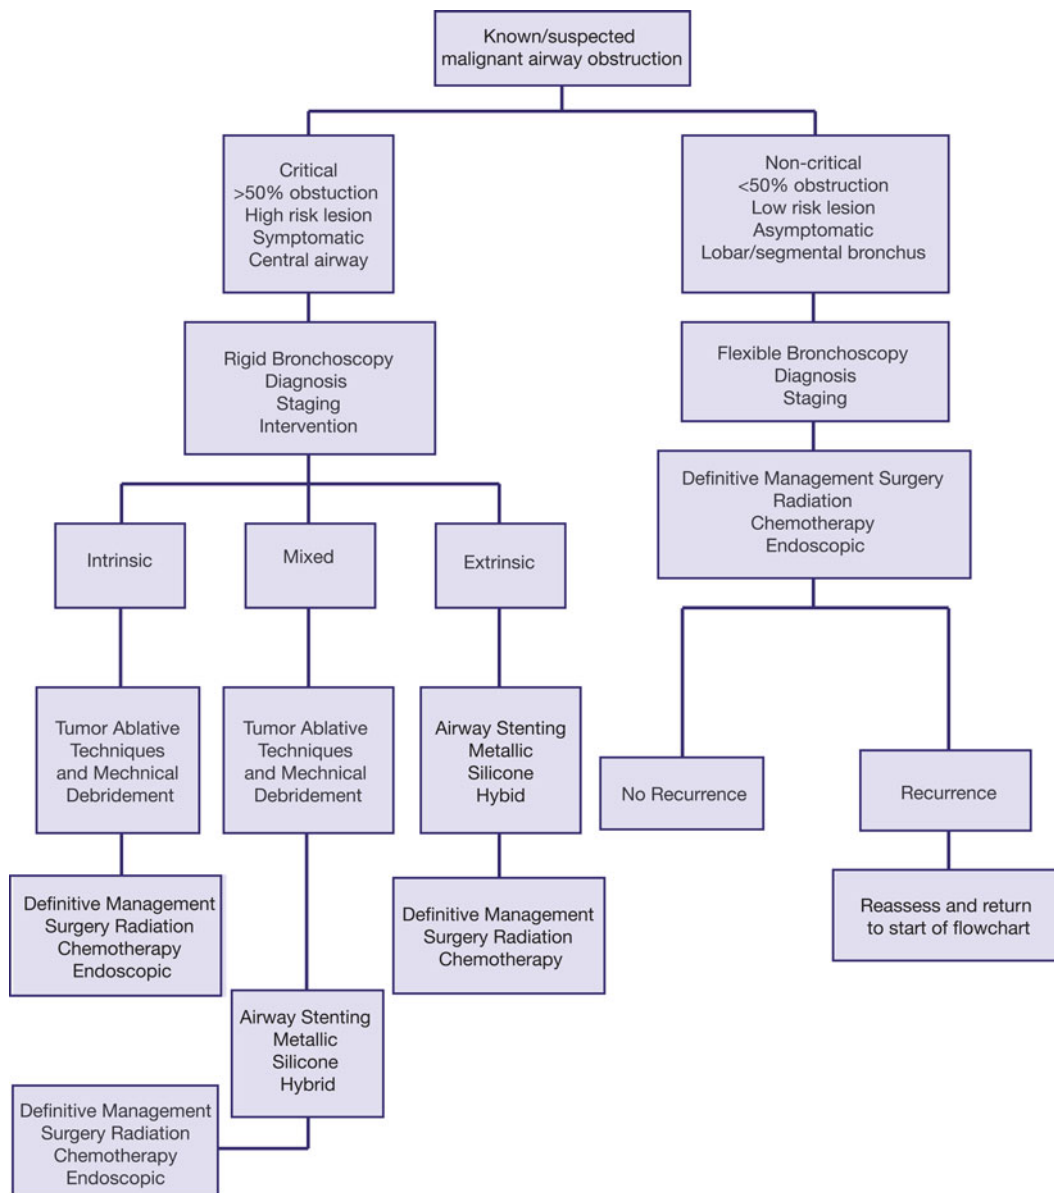 Known/suspected
malignant airway obstruction
Critical
>50% obstuction
High risk lesion
Symptomatic
Central airway
Non-critical
<50% obstruction
Low risk lesion
Asymptomatic
Lobar/segmental bronchus
Rigid Bronchoscopy
Diagnosis
Staging
Intervention
Flexible Bronchoscopy
Diagnosis
Staging
Definitive Management Surgery
Radiation
Chemotherapy
Endoscopic
Intrinsic
Mixed
Extrinsic
Tumor Ablative
Techniques
and Mechnical
Debridement
Tumor Ablative
Techniques
and Mechnical
Debridement
Airway Stenting
Metallic
Silicone
Hybid
No Recurrence
Recurrence
Definitive Management
Surgery Radiation
Chemotherapy
Endoscopic
Definitive Management
Surgery Radiation
Chemotherapy
Reassess and return
to start of flowchart
Airway Stenting
Metallic
Silicone
Hybrid
Definitive Management
Surgery Radiation
Chemotherapy
Endoscopic